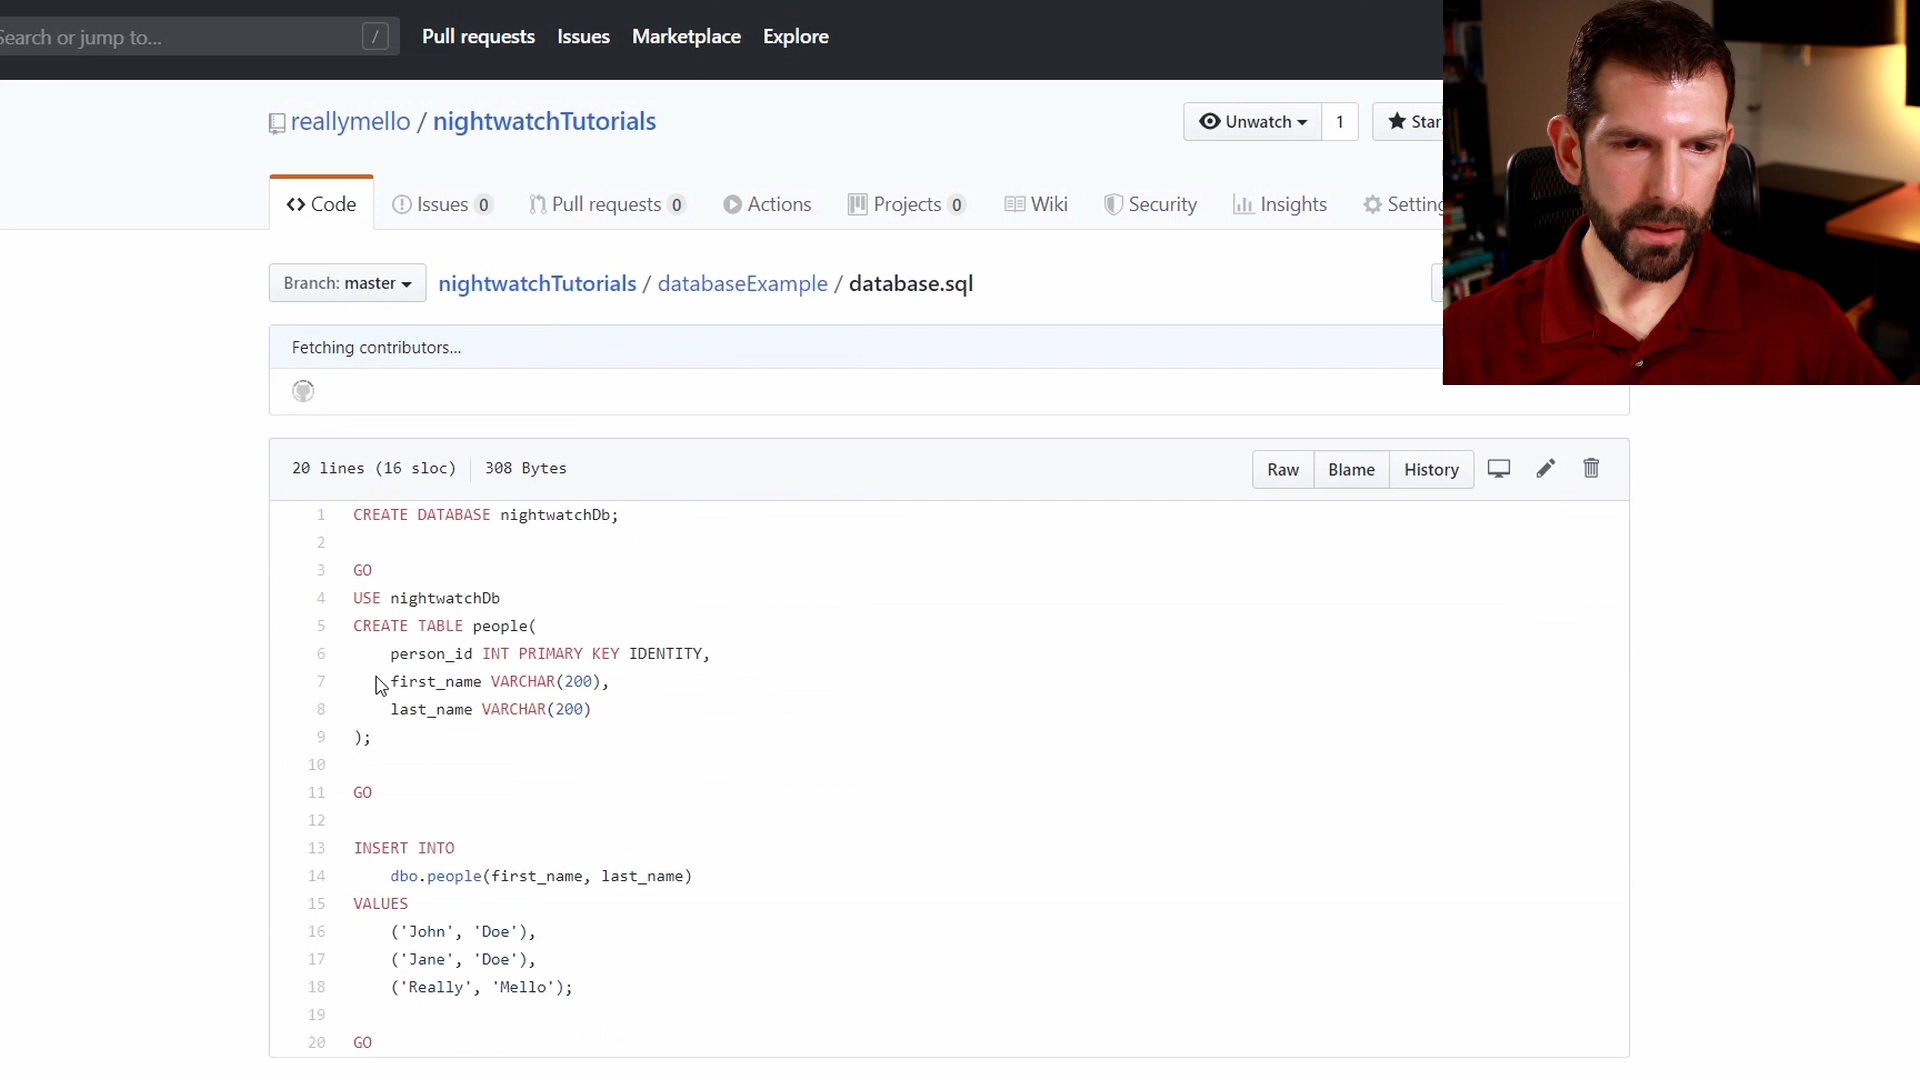 Search or jump to...
/
Pull requests
Issues
Marketplace
Explore
reallymello / nightwatchTutorials
Unwatch
1
Star
Code
Issues 0
Pull requests 0
Actions
Projects 0
Wiki
Security
Insights
Setting
Branch: master
nightwatchTutorials / databaseExample / database.sql
Fetching contributors...
20 lines (16 sloc)
308 Bytes
Raw
Blame
History
1 CREATE DATABASE nightwatchDb;
2
3 GO
4 USE nightwatchDb
5 CREATE TABLE people(
6 person_id INT PRIMARY KEY IDENTITY,
7 first_name VARCHAR(200),
8 last_name VARCHAR(200)
9 );
10
11 GO
12
13 INSERT INTO
14 dbo.people(first_name, last_name)
15 VALUES
16 ('John', 'Doe'),
17 ('Jane', 'Doe'),
18 ('Really', 'Mello');
19
20 GO